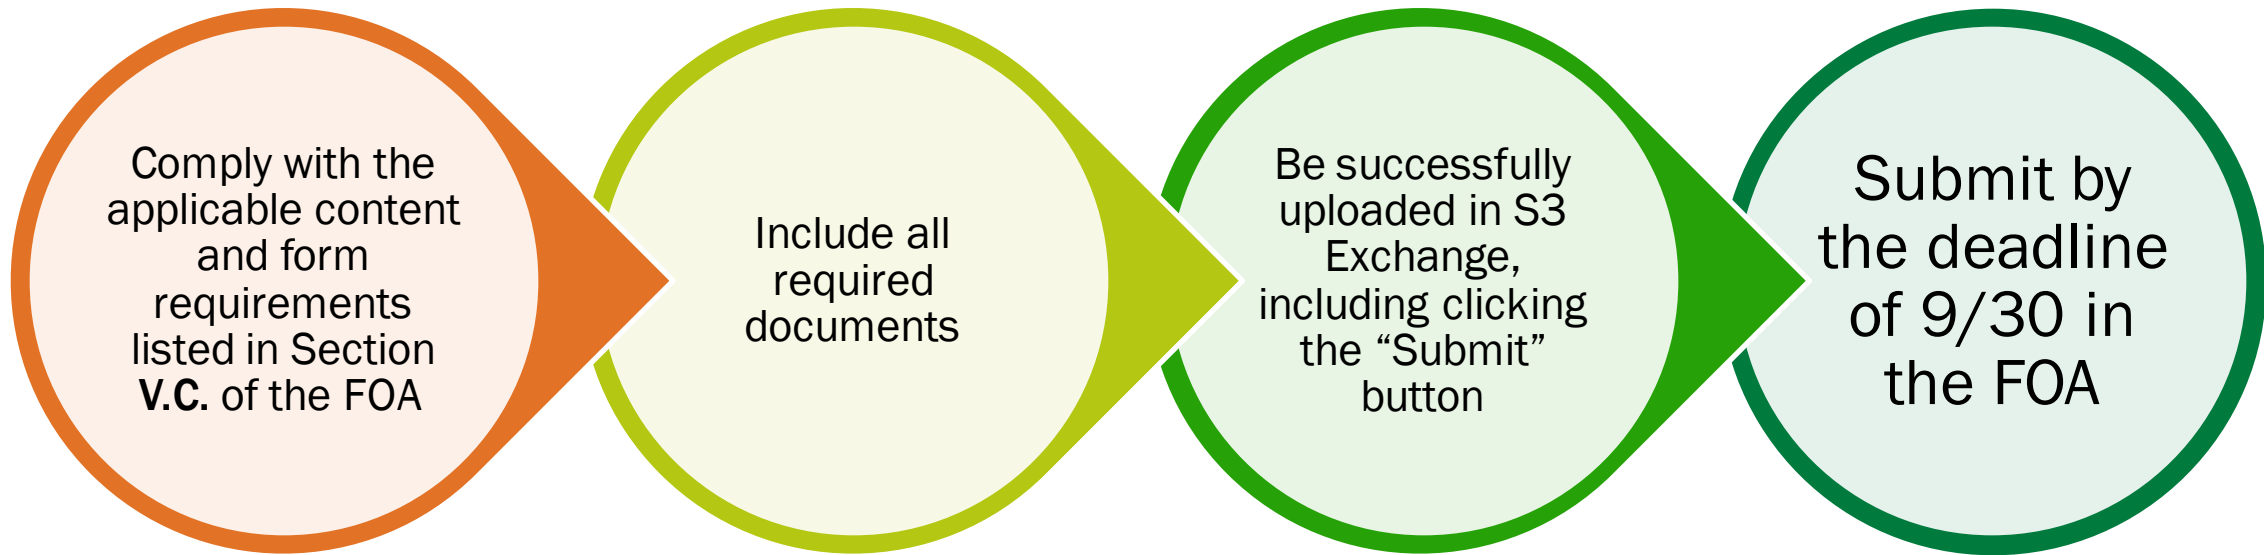 Comply with the
applicable content
and form
requirements
listed in Section
V.C. of the FOA
Include all
required
documents
Be successfully
uploaded in S3
Exchange,
including clicking
the “Submit”
button
Submit by
the deadline
of 9/30 in
the FOA